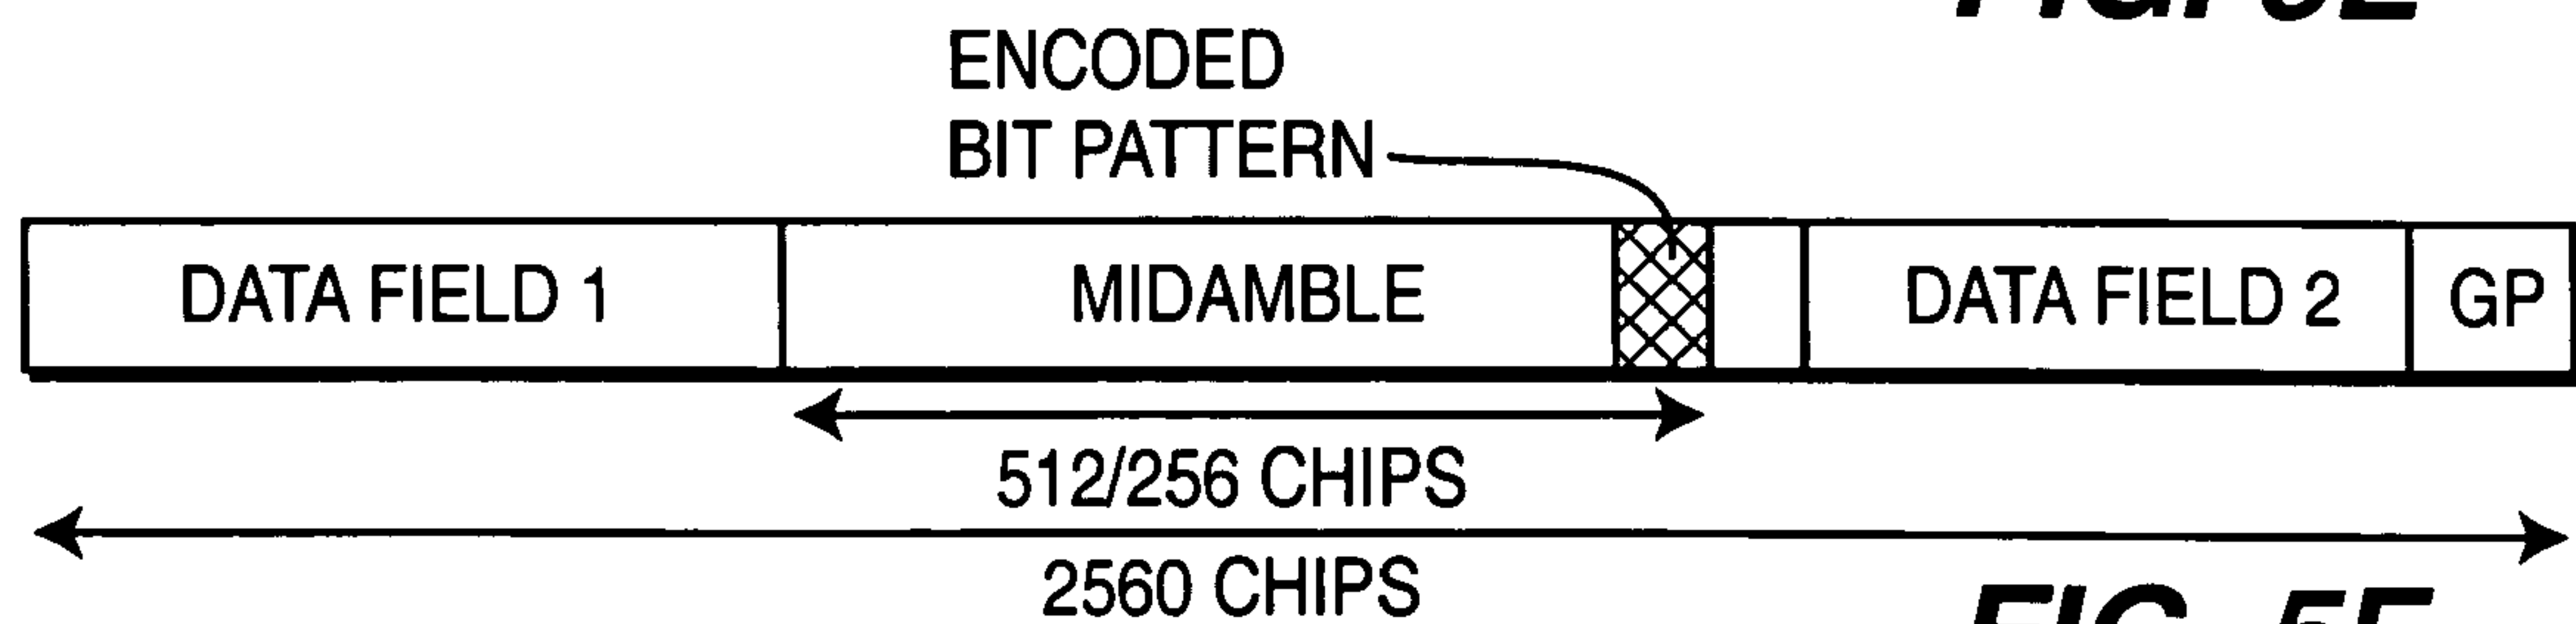 ENCODED
BIT PATTERN
DATA FIELD 1 MIDAMBLE DATA FIELD 2 GP
512/256 CHIPS
2560 CHIPS